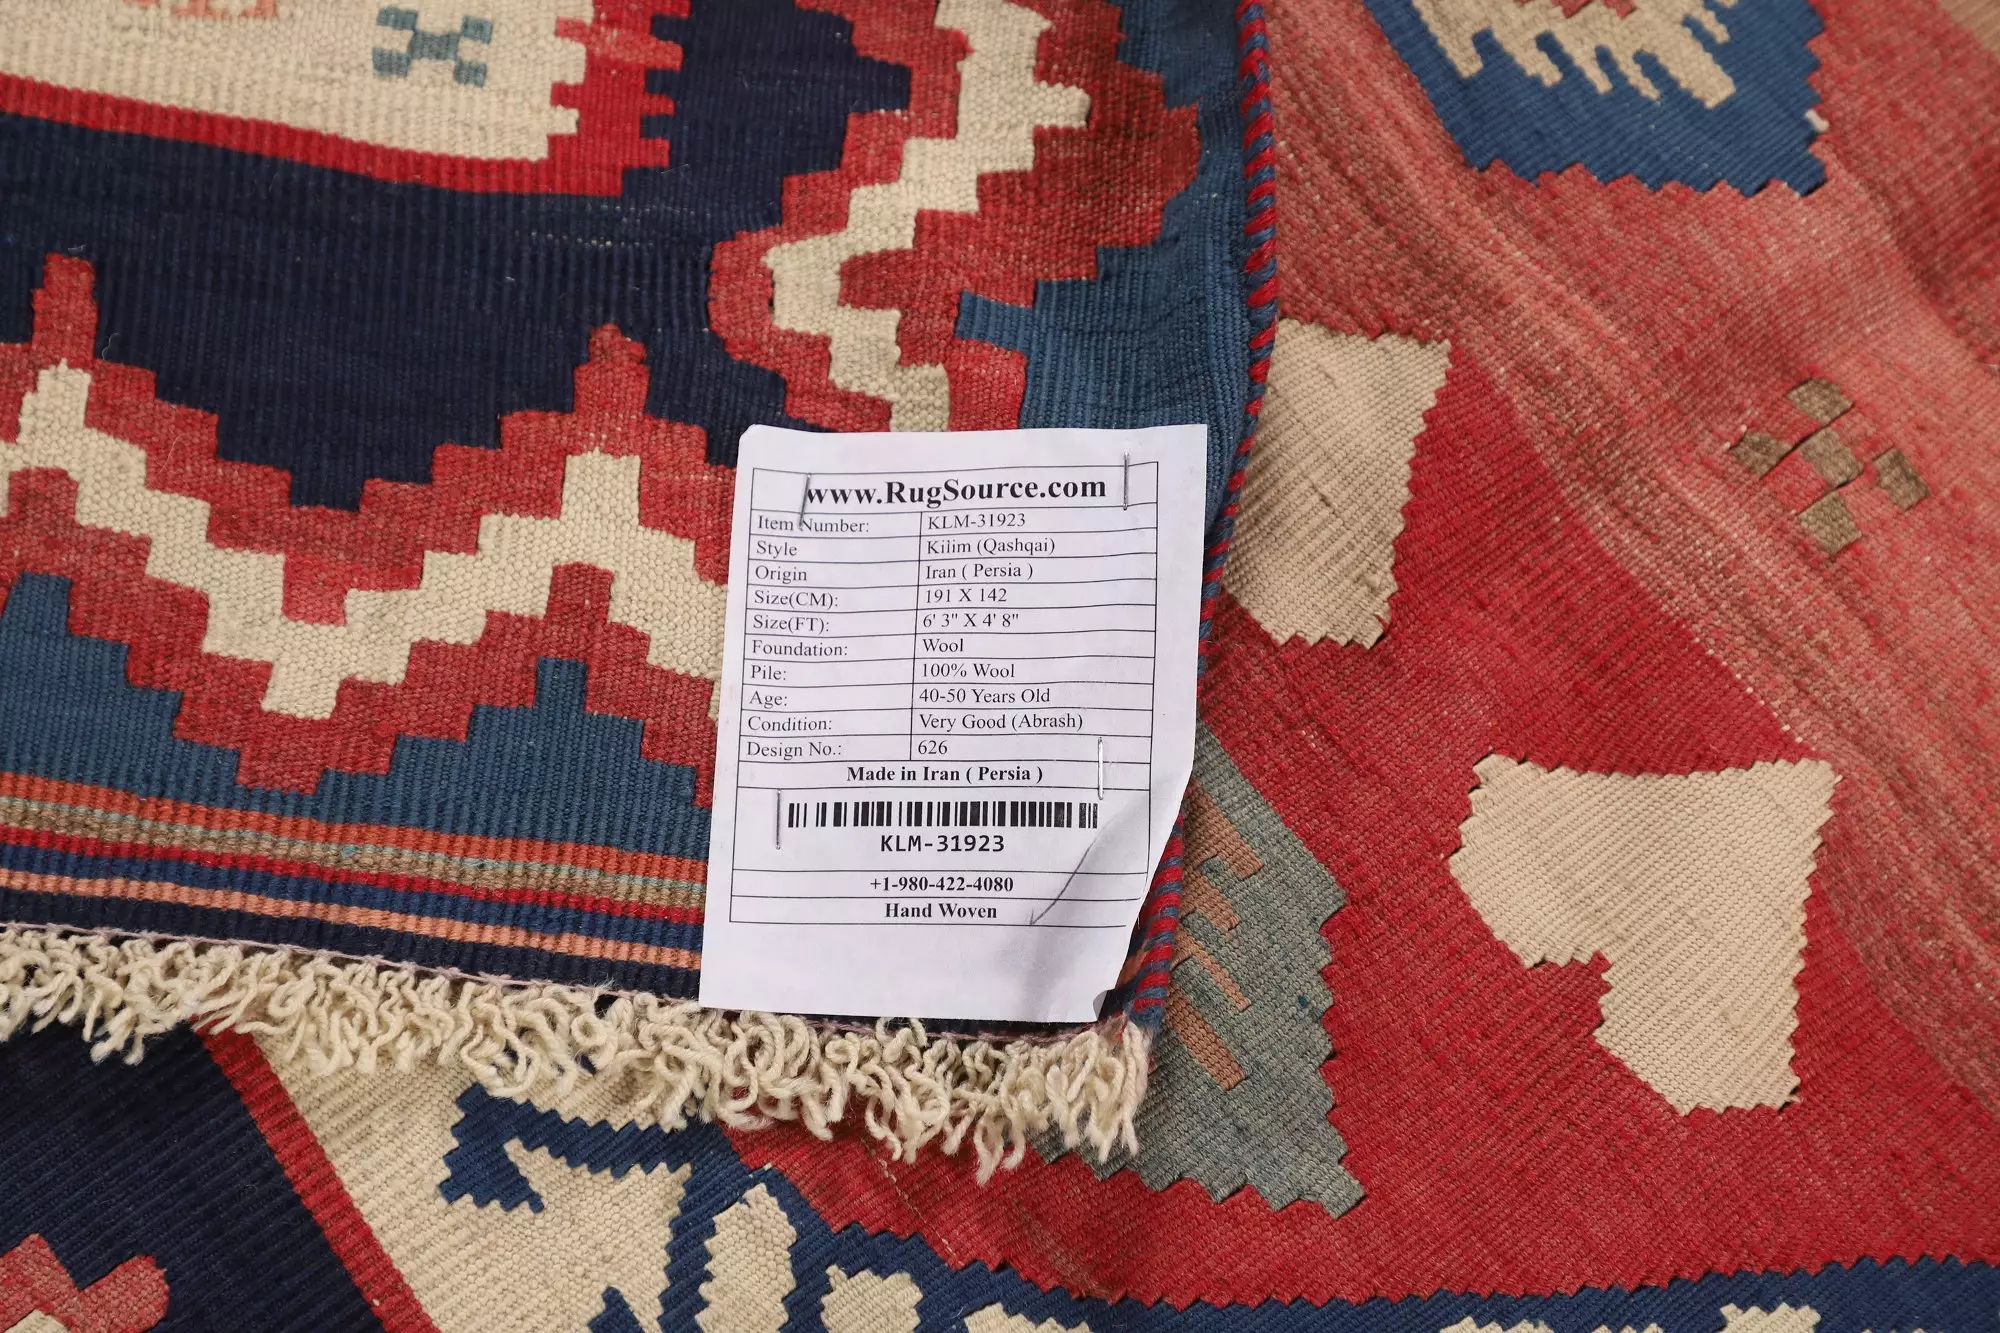 www.RugSource.com
Item Number: KLM-31923
Style Kilim (Qashqai)
Origin Iran ( Persia )
Size(CM): 191 X 142
Size(FT): 6' 3" X 4' 8"
Foundation: Wool
Pile: 100% Wool
Age: 40-50 Years Old
Condition: Very Good (Abrash)
Design No.: 626
Made in Iran ( Persia )
KLM-31923
+1-980-422-4080
Hand Woven